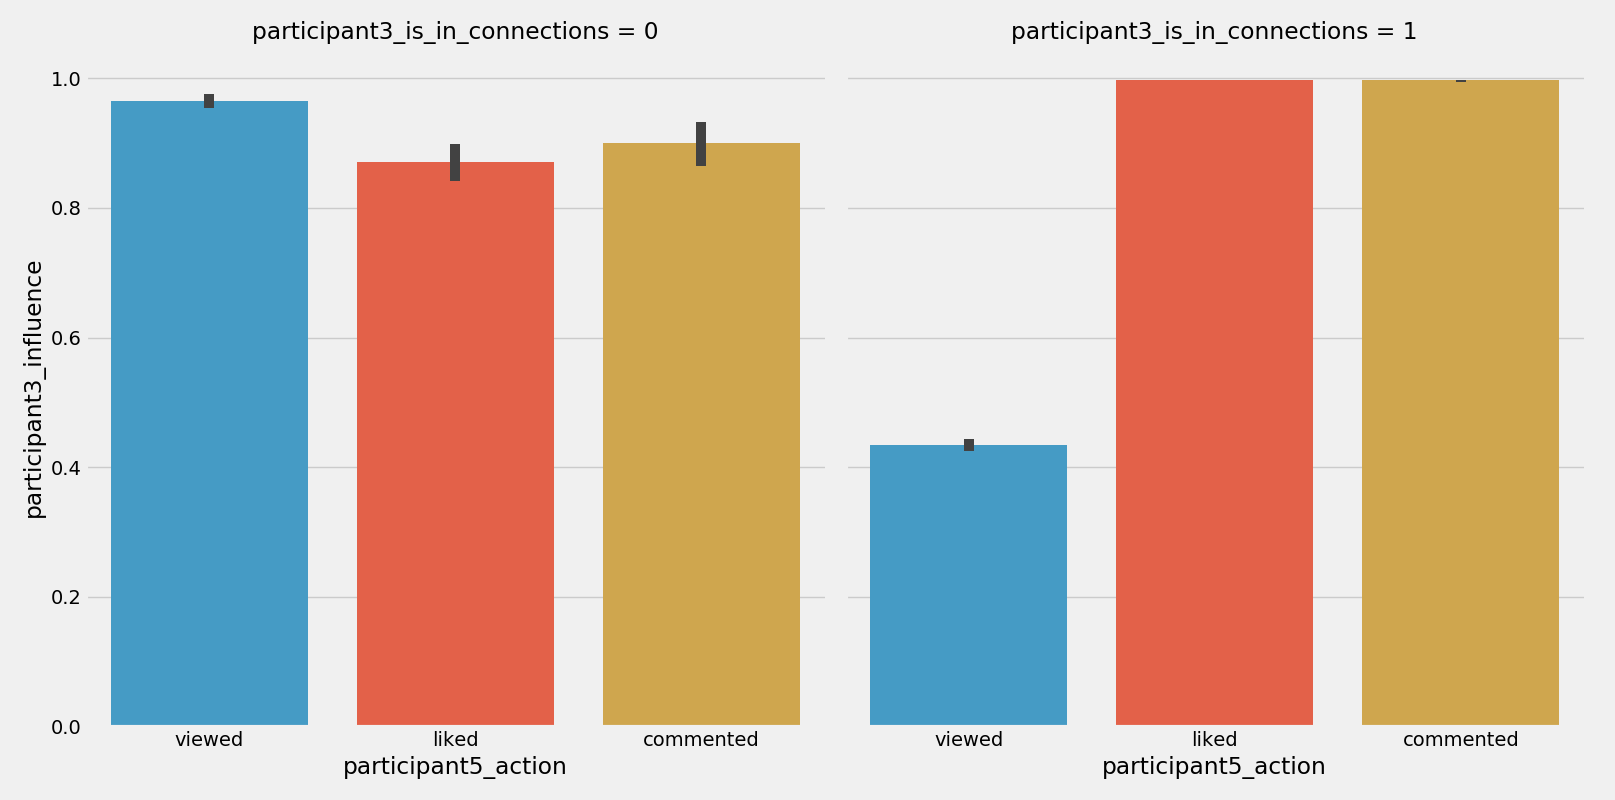 participant3_is_in_connections = 0
participant3_is_in_connections = 1
participant3_influence
1.0
0.8
0.6
0.4
0.2
0.0
viewed liked commented
viewed liked commented
participant5_action
participant5_action